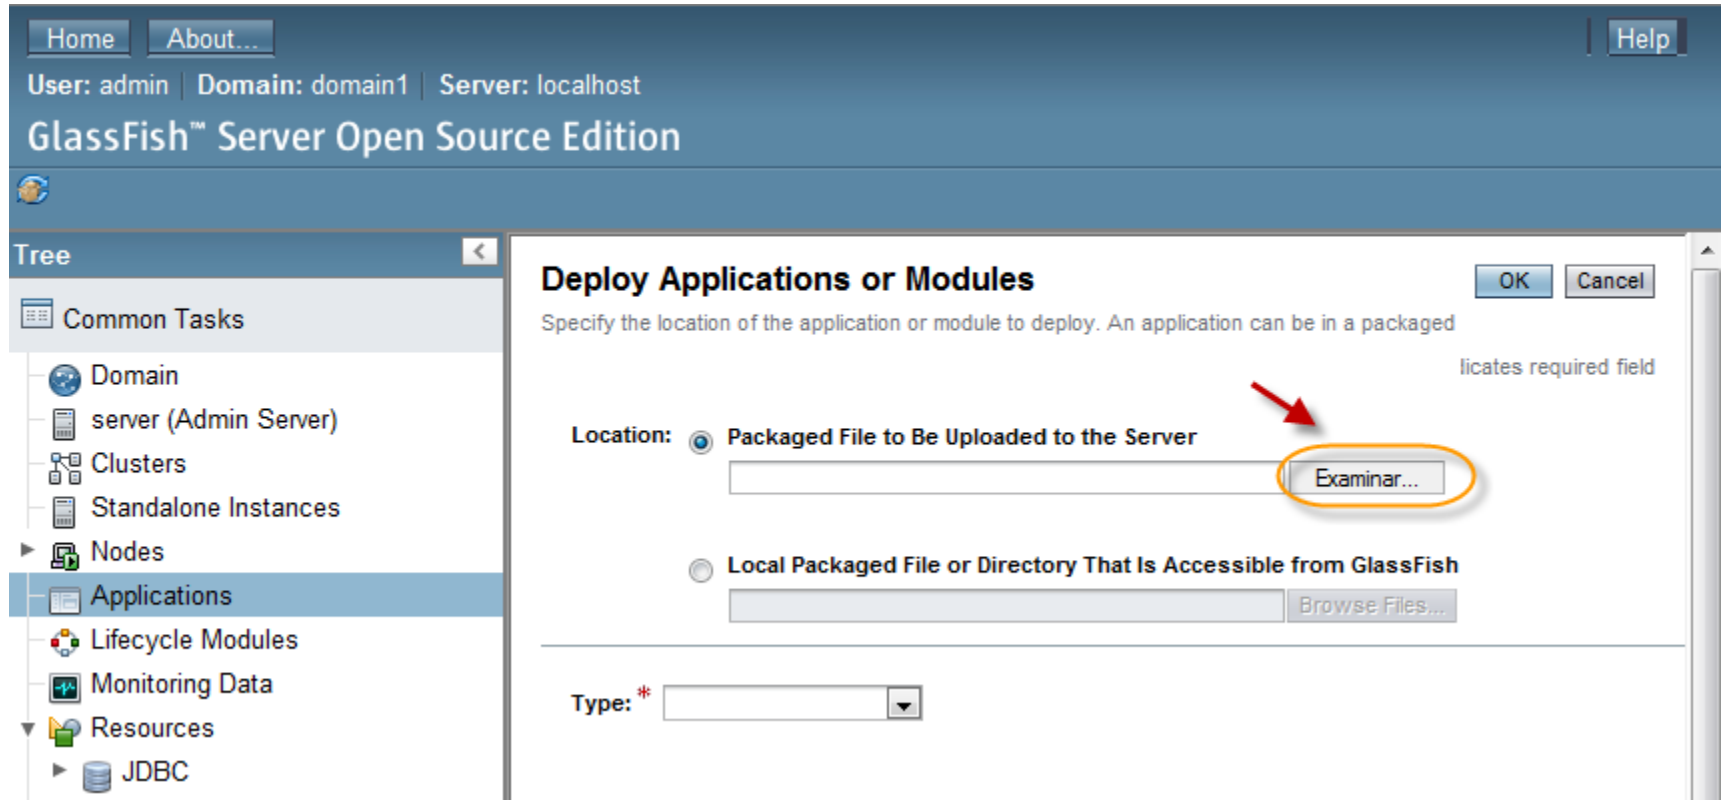 Home About... Help
User: admin Domain: domain1 Server: localhost
GlassFish™ Server Open Source Edition
Tree
Common Tasks
Domain
server (Admin Server)
Clusters
Standalone Instances
Nodes
Applications
Lifecycle Modules
Monitoring Data
Resources
JDBC
Deploy Applications or Modules OK Cancel
Specify the location of the application or module to deploy. An application can be in a packaged
licates required field
Location: Packaged File to Be Uploaded to the Server
Examinar...
Local Packaged File or Directory That Is Accessible from GlassFish
Browse Files...
Type: *